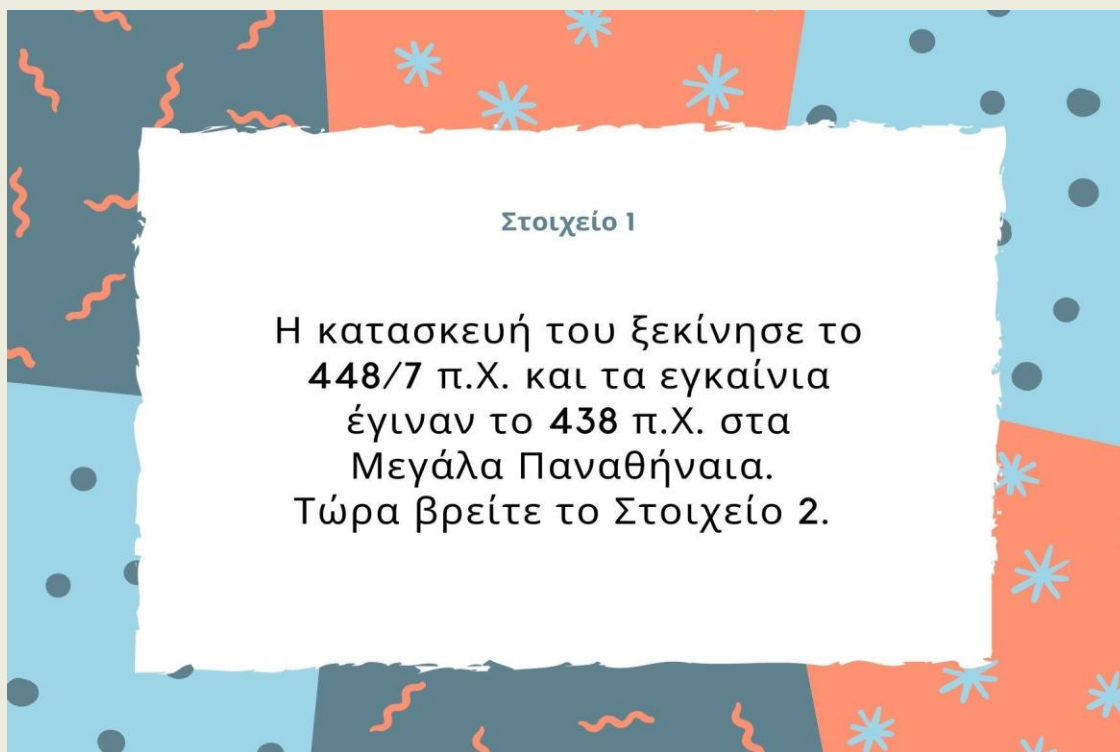 Στοιχείο 1
Η κατασκευή του ξεκίνησε το
448/7 π.Χ. και τα εγκαίνια
έγιναν το 438 π.Χ. στα
Μεγάλα Παναθήναια.
Τώρα βρείτε το Στοιχείο 2.